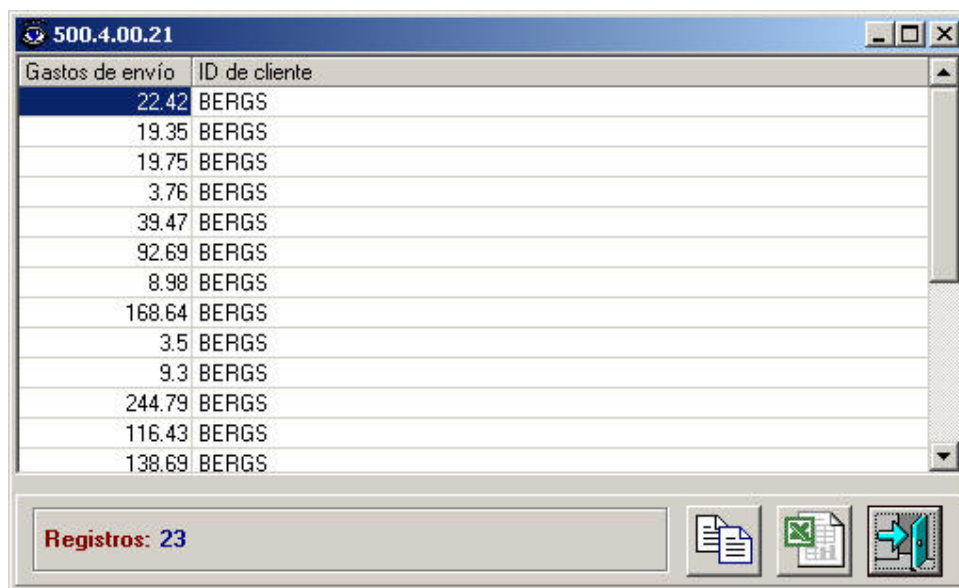 500.4.00.21
Gastos de envío ID de cliente
22.42 BERGS
19.35 BERGS
19.75 BERGS
3.76 BERGS
39.47 BERGS
92.69 BERGS
8.98 BERGS
168.64 BERGS
3.5 BERGS
9.3 BERGS
244.79 BERGS
116.43 BERGS
138.69 BERGS
Registros: 23